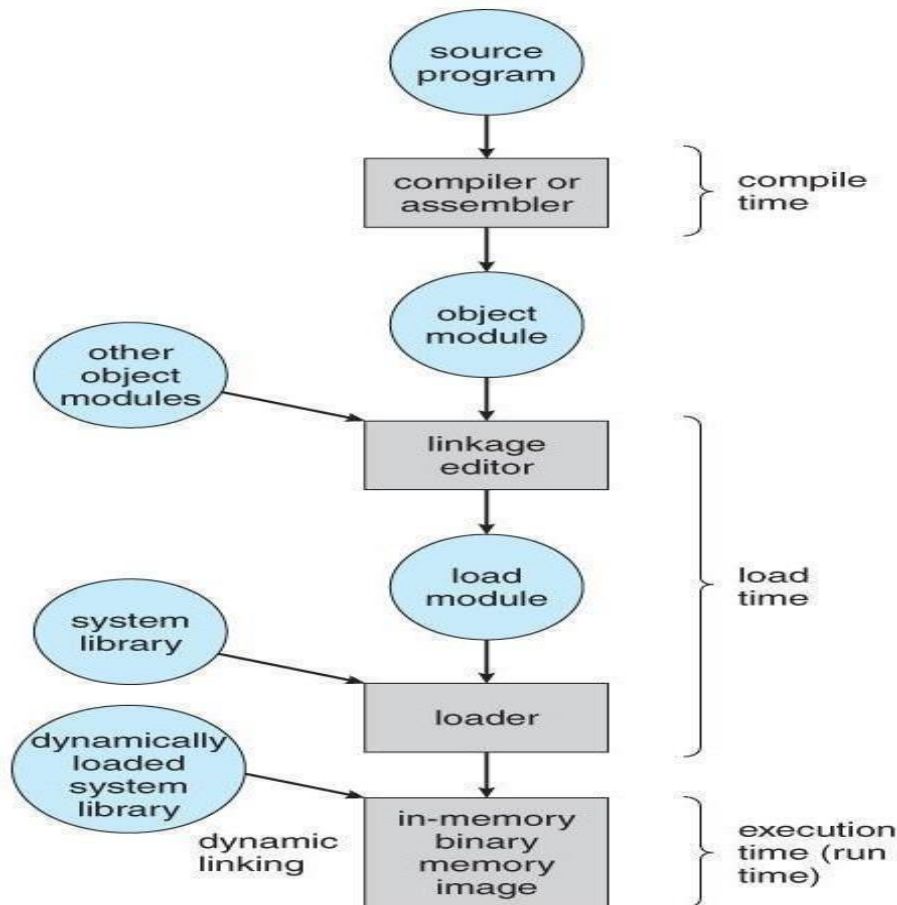 source
program
compiler or
assembler
compile
time
object
module
other
object
modules
linkage
editor
load
module
load
time
system
library
loader
dynamically
loaded
system
library
dynamic
linking
in-memory
binary
memory
image
execution
time (run
time)